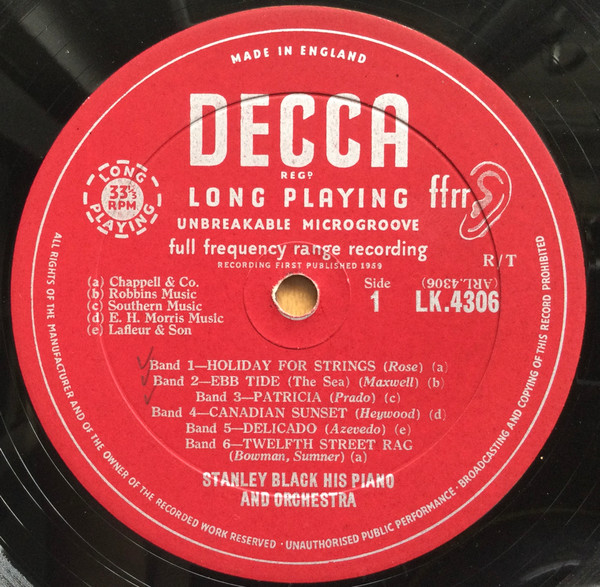 MADE IN ENGLAND
DECCA
REGD
LONG PLAYING
ffrr
UNBREAKABLE MICROGROOVE
full frequency range recording
RECORDING FIRST PUBLISHED 1959
R/T
LONG PLAYING
33⅓ RPM
(a) Chappell & Co.
(b) Robbins Music
(c) Southern Music
(d) E. H. Morris Music
(e) Lafleur & Son
Side
1
(ARL.4306)
LK.4306
Band 1—HOLIDAY FOR STRINGS (Rose) (a)
Band 2—EBB TIDE (The Sea) (Maxwell) (b)
Band 3—PATRICIA (Prado) (c)
Band 4—CANADIAN SUNSET (Heywood) (d)
Band 5—DELICADO (Azevedo) (e)
Band 6—TWELFTH STREET RAG
(Bowman, Sumner) (a)
STANLEY BLACK HIS PIANO
AND ORCHESTRA
ALL RIGHTS OF THE MANUFACTURER AND OF THE OWNER OF THE RECORDED WORK RESERVED · UNAUTHORISED PUBLIC PERFORMANCE · BROADCASTING AND COPYING OF THIS RECORD PROHIBITED